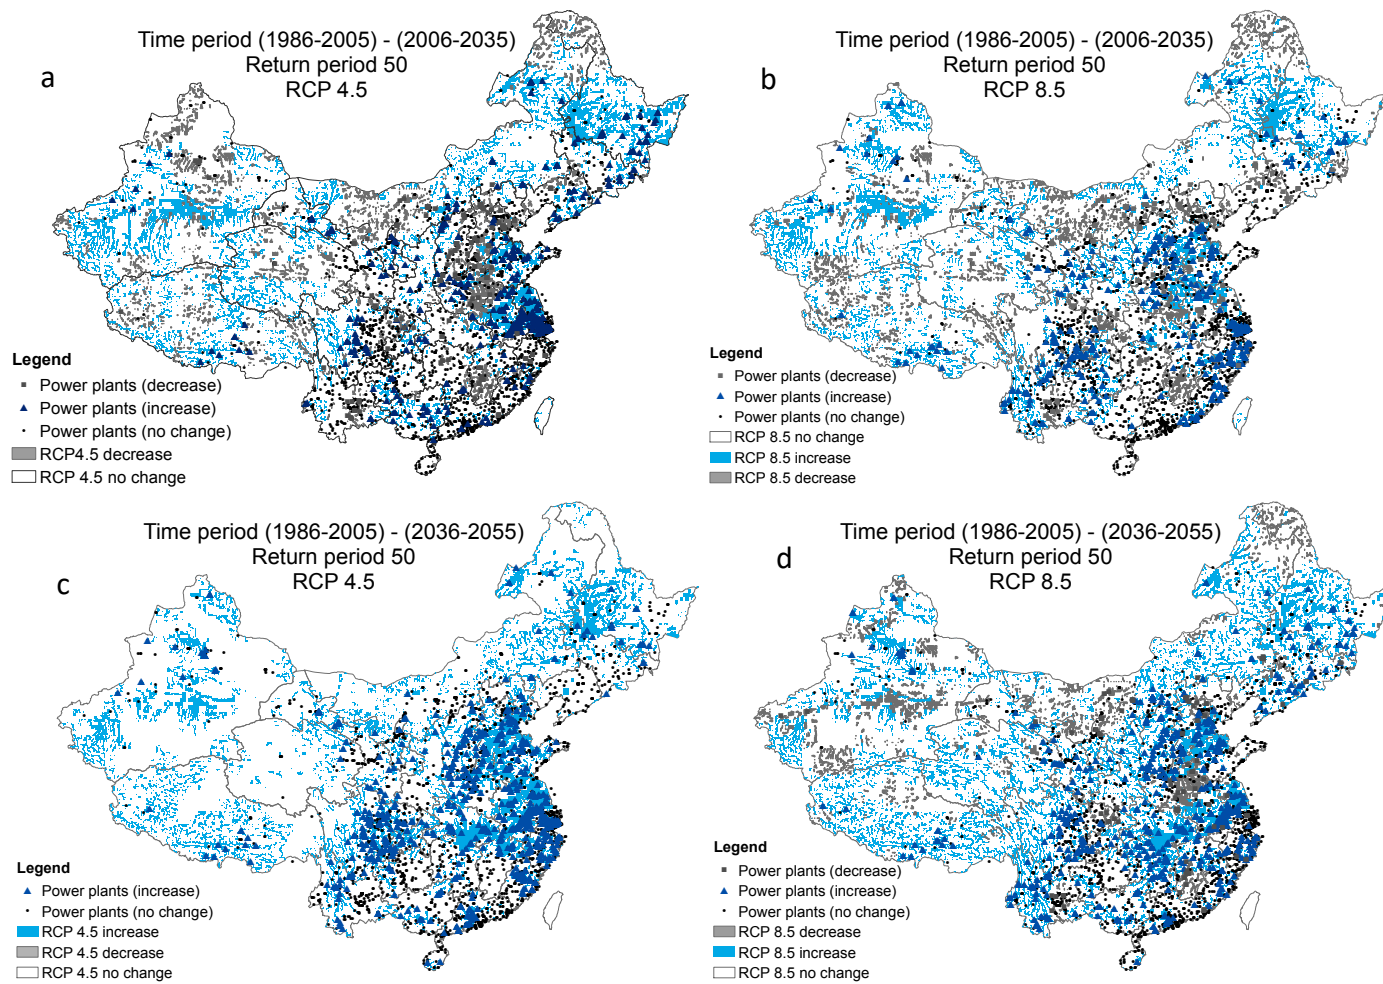 a
Time period (1986-2005) - (2006-2035)
Return period 50
RCP 4.5
Legend
Power plants (decrease)
Power plants (increase)
Power plants (no change)
RCP4.5 decrease
RCP 4.5 no change
b
Time period (1986-2005) - (2006-2035)
Return period 50
RCP 8.5
Legend
Power plants (decrease)
Power plants (increase)
Power plants (no change)
RCP 8.5 no change
RCP 8.5 increase
RCP 8.5 decrease
c
Time period (1986-2005) - (2036-2055)
Return period 50
RCP 4.5
Legend
Power plants (increase)
Power plants (no change)
RCP 4.5 increase
RCP 4.5 decrease
RCP 4.5 no change
d
Time period (1986-2005) - (2036-2055)
Return period 50
RCP 8.5
Legend
Power plants (decrease)
Power plants (increase)
Power plants (no change)
RCP 8.5 decrease
RCP 8.5 increase
RCP 8.5 no change